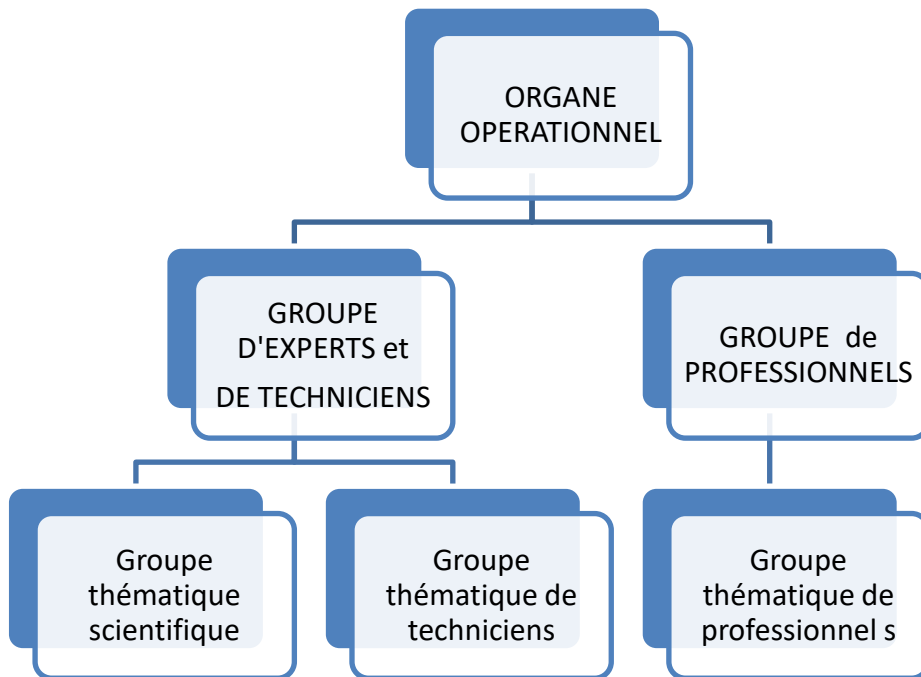 ORGANE
OPERATIONNEL
GROUPE
D'EXPERTS et
DE TECHNICIENS
GROUPE de
PROFESSIONNELS
Groupe
thématique
scientifique
Groupe
thématique de
techniciens
Groupe
thématique de
professionnel s